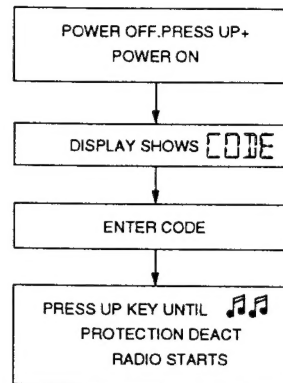 POWER OFF.PRESS UP+
POWER ON
DISPLAY SHOWS CODE
ENTER CODE
PRESS UP KEY UNTIL
PROTECTION DEACT
RADIO STARTS